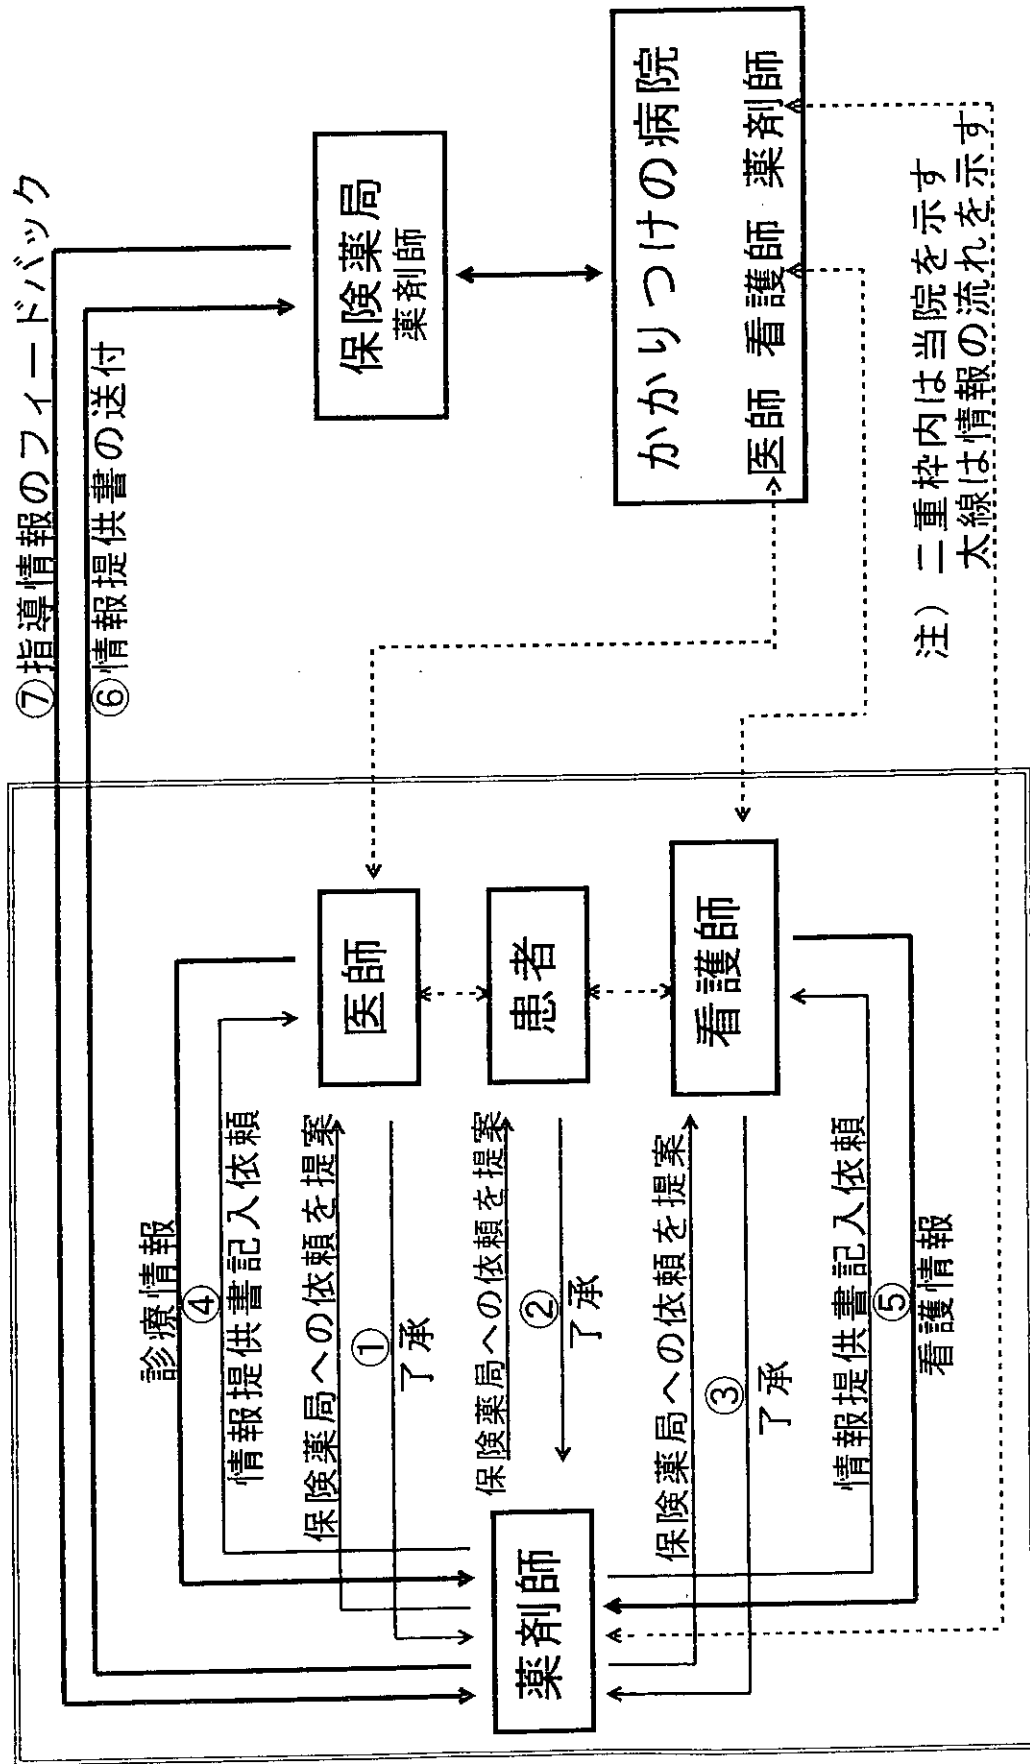 ⑦指導情報のフィードバック
⑥情報提供書の送付
診療情報
④
情報提供書記入依頼
保険薬局への依頼を提案
①
了承
医師
保険薬局
薬剤師
薬剤師
保険薬局への依頼を提案
②
了承
患者
保険薬局への依頼を提案
③
了承
看護師
かかりつけの病院
医師 看護師 薬剤師
情報提供書記入依頼
⑤
看護情報
注) 二重枠内は当院を示す
太線は情報の流れを示す